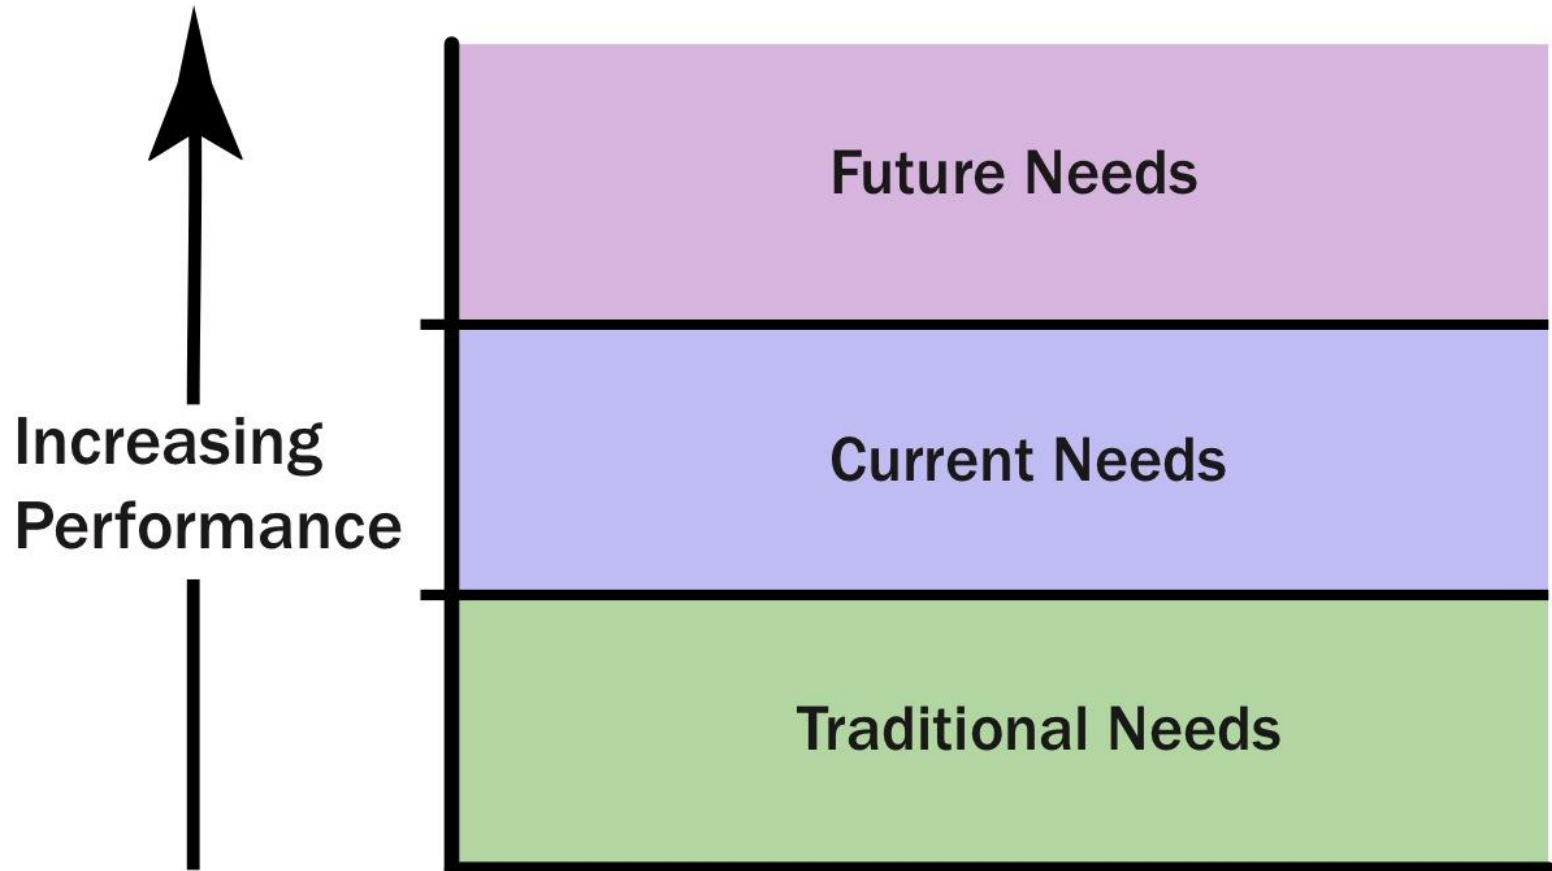 Future Needs
Increasing
Performance
Current Needs
Traditional Needs